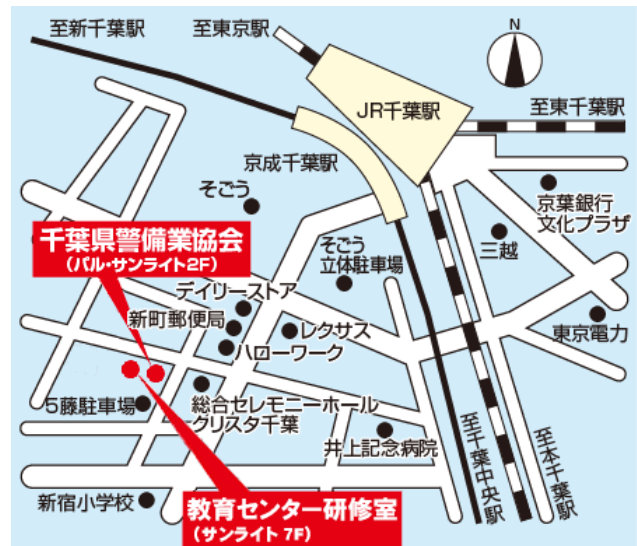 至新千葉駅
至東京駅
N
JR千葉駅
至東千葉駅
京成千葉駅
そごう
京葉銀行
文化プラザ
千葉県警備業協会
(パル・サンライト2F)
そごう
立体駐車場
三越
デイリーストア
新町郵便局
レクサス
東京電力
ハローワーク
5藤駐車場
総合セレモニーホール
クリスタ千葉
井上記念病院
至千葉中央駅
至本千葉駅
新宿小学校
教育センター研修室
(サンライト 7F)